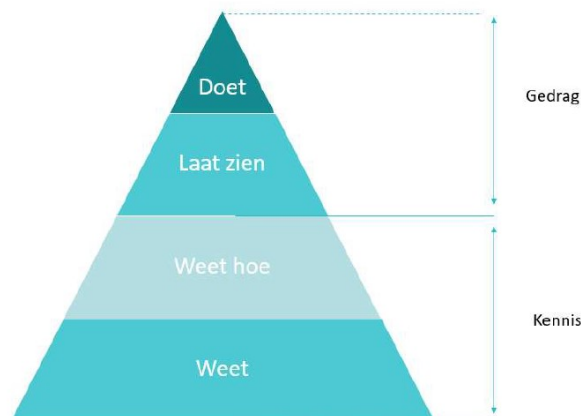 Doet
Gedrag
Laat zien
Weet hoe
Kennis
Weet